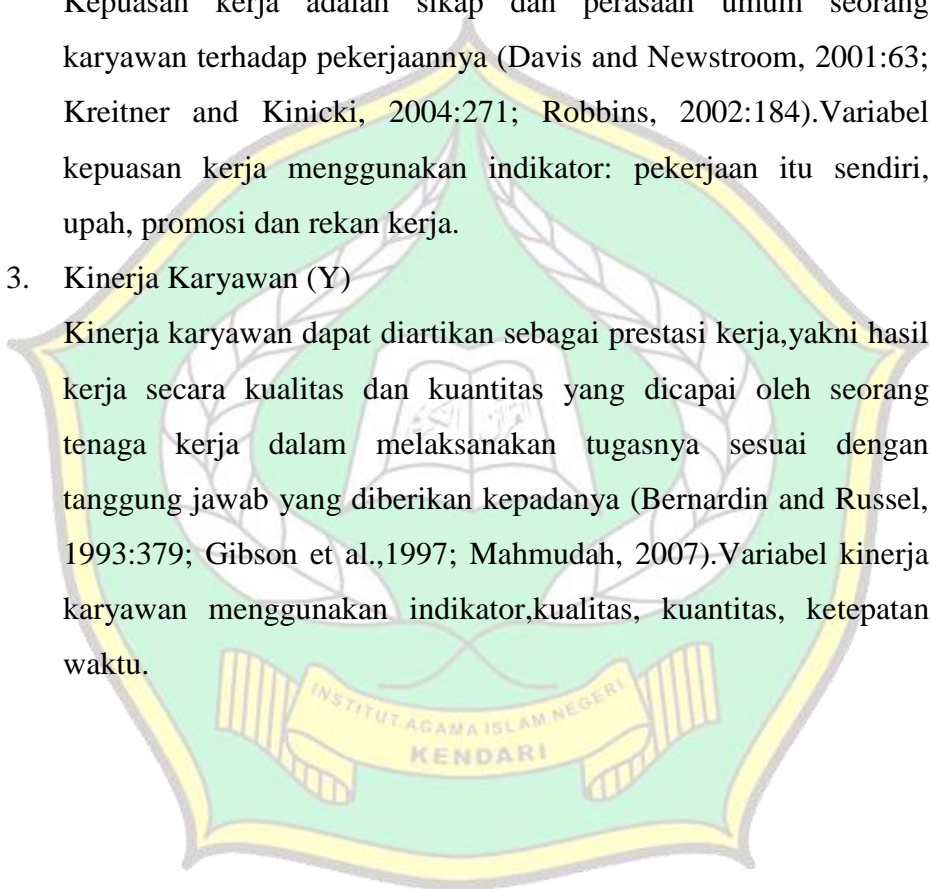 Kepuasan kerja adalah sikap dan perasaan umum seorang
karyawan terhadap pekerjaannya (Davis and Newstroom, 2001:63;
Kreitner and Kinicki, 2004:271; Robbins, 2002:184).Variabel
kepuasan kerja menggunakan indikator: pekerjaan itu sendiri,
upah, promosi dan rekan kerja.
3. Kinerja Karyawan (Y)
Kinerja karyawan dapat diartikan sebagai prestasi kerja,yakni hasil
kerja secara kualitas dan kuantitas yang dicapai oleh seorang
tenaga kerja dalam melaksanakan tugasnya sesuai dengan
tanggung jawab yang diberikan kepadanya (Bernardin and Russel,
1993:379; Gibson et al.,1997; Mahmudah, 2007).Variabel kinerja
karyawan menggunakan indikator,kualitas, kuantitas, ketepatan
waktu.
INSTITUT AGAMA ISLAM NEGERI
KENDARI